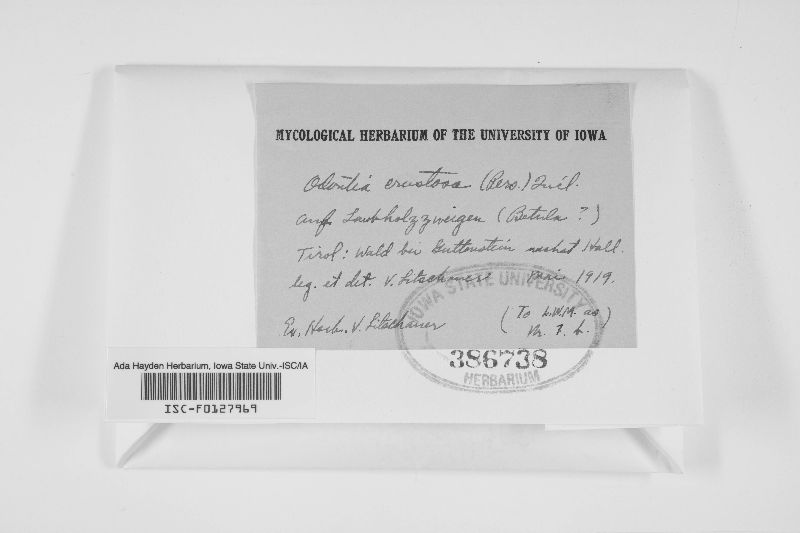 MYCOLOGICAL HERBARIUM OF THE UNIVERSITY OF IOWA
Odontia crustosa (Pers.) Quél.
auf Laubholzzweigen (Betula ?)
Tirol: Wald bei Guttenstein nächst Hall.
leg. et det. V. Litschauer Mai 1919.
Ex. Herb. V. Litschauer
(To L.W.M. as
IOWA STATE UNIVERSITY
386738
HERBARIUM
Ada Hayden Herbarium, Iowa State Univ.-ISC/IA
ISC-F0127969